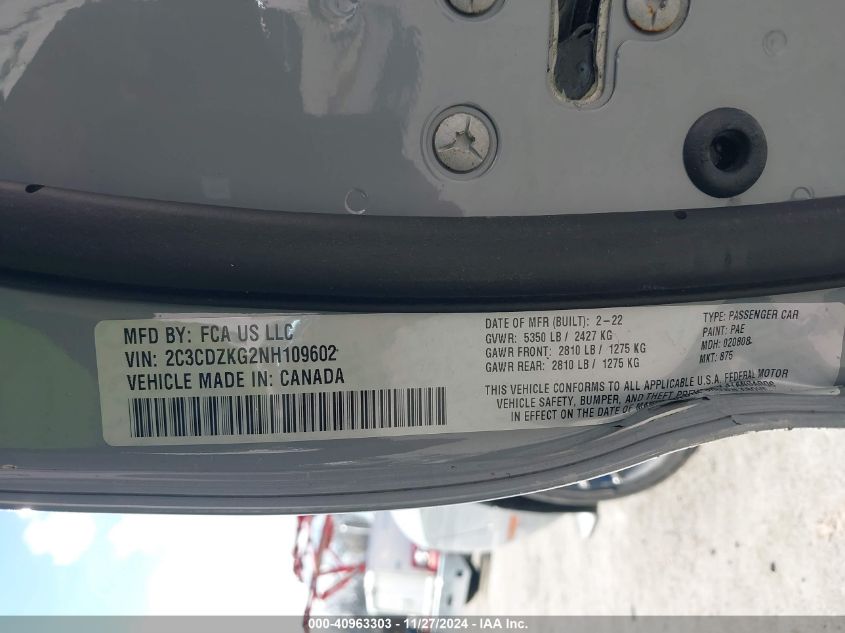 MFD BY: FCA US LLC
VIN: 2C3CDZKG2NH109602
VEHICLE MADE IN: CANADA
DATE OF MFR (BUILT): 2-22
GVWR: 5350 LB / 2427 KG
GAWR FRONT: 2810 LB / 1275 KG
GAWR REAR: 2810 LB / 1275 KG
TYPE: PASSENGER CAR
PAINT: PAE
MDH: 020808
MKT: 875
THIS VEHICLE CONFORMS TO ALL APPLICABLE U.S.A. FEDERAL MOTOR
VEHICLE SAFETY, BUMPER, AND THEFT
IN EFFECT ON THE DATE OF
000-40963303 - 11/27/2024 - IAA Inc.